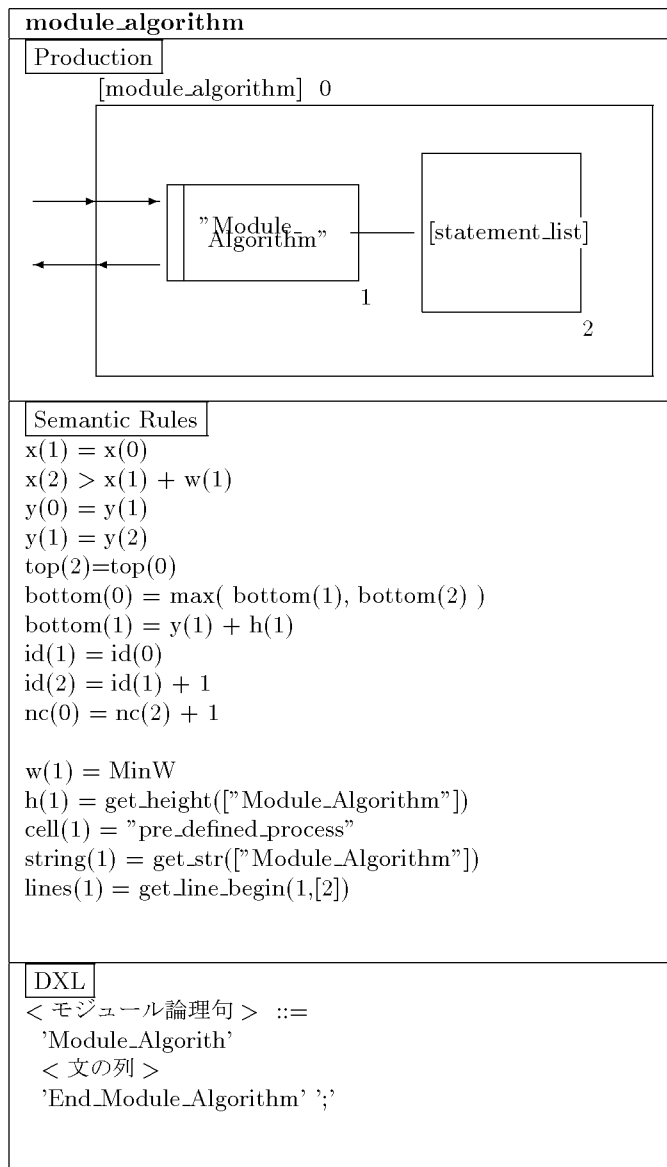 module_algorithm
Production
[module_algorithm] 0
”Module_
Algorithm”
[statement_list]
1
2
Semantic Rules
x(1) = x(0)
x(2) > x(1) + w(1)
y(0) = y(1)
y(1) = y(2)
top(2)=top(0)
bottom(0) = max( bottom(1), bottom(2) )
bottom(1) = y(1) + h(1)
id(1) = id(0)
id(2) = id(1) + 1
nc(0) = nc(2) + 1
w(1) = MinW
h(1) = get_height([”Module_Algorithm”])
cell(1) = ”pre_defined_process”
string(1) = get_str([”Module_Algorithm”])
lines(1) = get_line_begin(1,[2])
DXL
< モジュール論理句 > ::=
’Module_Algorith’
< 文の列 >
’End_Module_Algorithm’ ’;’